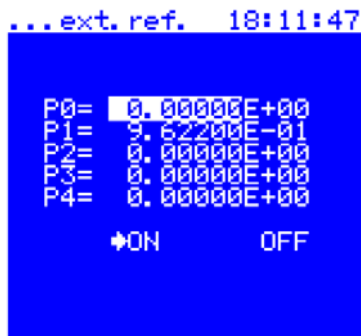 ...ext.ref. 18:11:47
P0= 0.00000E+00
P1= 9.62200E-01
P2= 0.00000E+00
P3= 0.00000E+00
P4= 0.00000E+00
➧ON OFF